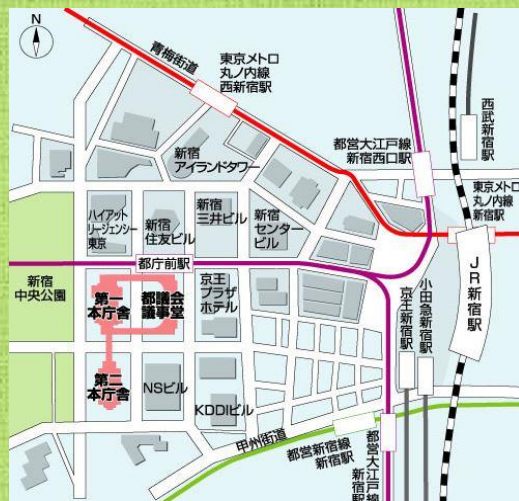 N
青梅街道
東京メトロ
丸ノ内線
西新宿駅
西武新宿駅
都営大江戸線
新宿西口駅
新宿
アイランドタワー
東京メトロ
丸ノ内線
新宿駅
ハイアット
リージェンシー
東京
新宿
住友ビル
新宿
三井ビル
新宿
センター
ビル
都庁前駅
JR新宿駅
新宿
中央公園
第一
本庁舎
都議会
議事堂
京王
プラザ
ホテル
小田急新宿駅
京王新宿駅
第二
本庁舎
NSビル
KDDIビル
甲州街道
都営新宿線
新宿駅
都営大江戸線
新宿駅